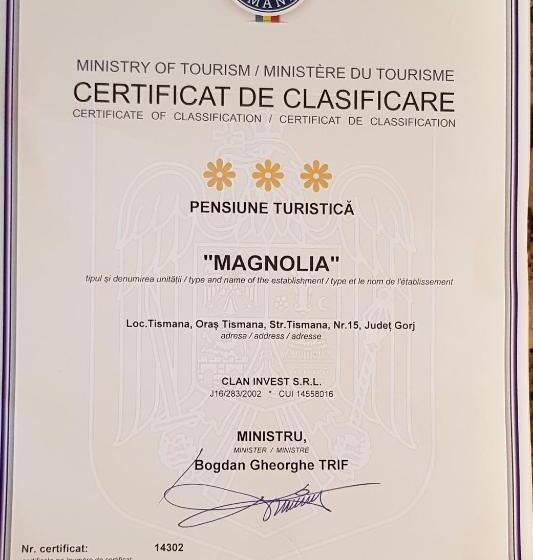 MAN
MINISTRY OF TOURISM / MINISTÈRE DU TOURISME
CERTIFICAT DE CLASIFICARE
CERTIFICATE OF CLASSIFICATION / CERTIFICAT DE CLASSIFICATION
PENSIUNE TURISTICĂ
"MAGNOLIA"
tipul și denumirea unității / type and name of the establishment / type et le nom de l'établissement
Loc.Tismana, Oraș Tismana, Str.Tismana, Nr.15, Județ Gorj
adresa / address / adresse
CLAN INVEST S.R.L.
J16/283/2002 * CUI 14558016
MINISTRU,
MINISTER / MINISTRE
Bogdan Gheorghe TRIF
Nr. certificat: 14302